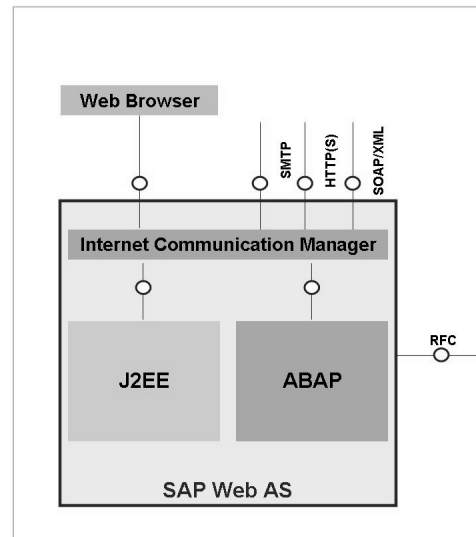 Web Browser
SMTP
HTTP(S)
SOAP/XML
Internet Communication Manager
RFC
J2EE
ABAP
SAP Web AS